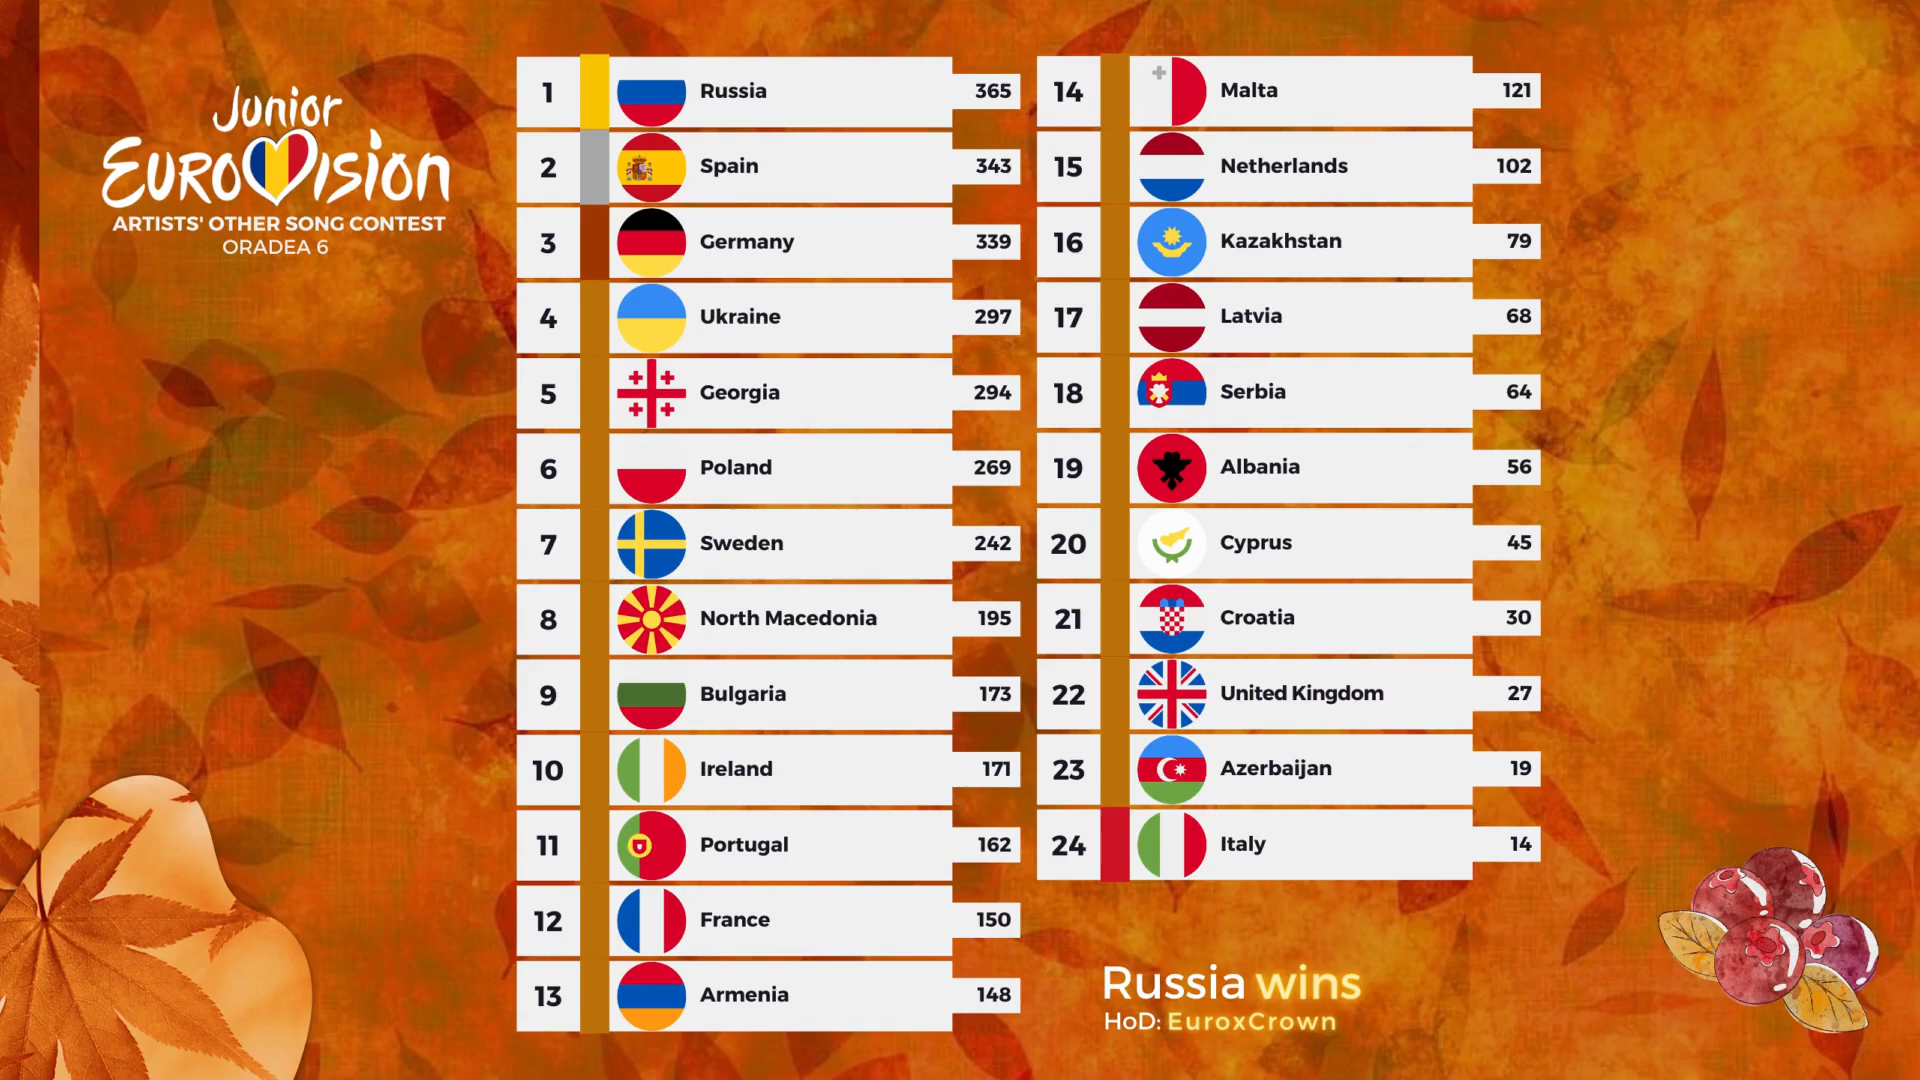 Junior
EUROVISION
ARTISTS' OTHER SONG CONTEST
ORADEA 6
1 Russia 365
2 Spain 343
3 Germany 339
4 Ukraine 297
5 Georgia 294
6 Poland 269
7 Sweden 242
8 North Macedonia 195
9 Bulgaria 173
10 Ireland 171
11 Portugal 162
12 France 150
13 Armenia 148
14 Malta 121
15 Netherlands 102
16 Kazakhstan 79
17 Latvia 68
18 Serbia 64
19 Albania 56
20 Cyprus 45
21 Croatia 30
22 United Kingdom 27
23 Azerbaijan 19
24 Italy 14
Russia wins
HoD: EuroxCrown